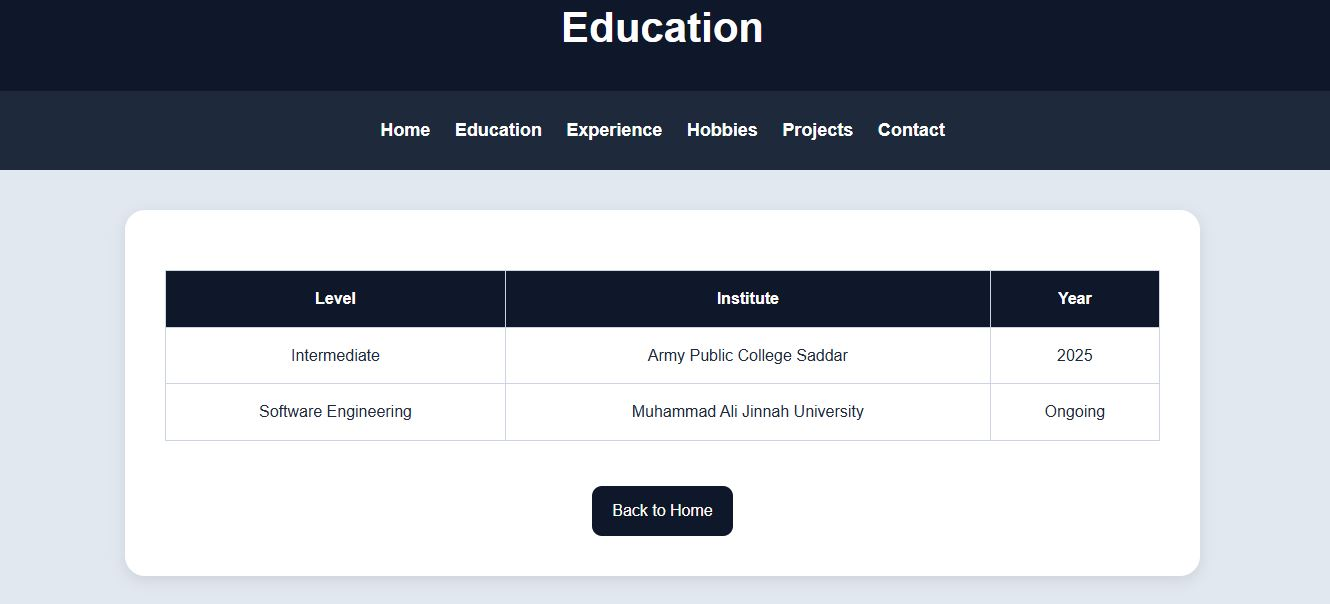 Education
Home Education Experience Hobbies Projects Contact
Level Institute Year
Intermediate Army Public College Saddar 2025
Software Engineering Muhammad Ali Jinnah University Ongoing
Back to Home